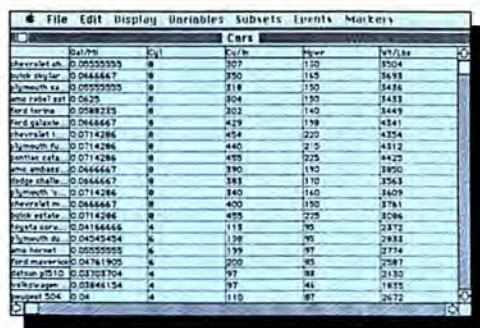 File Edit Display Variables Subsets Events Markers
Cars
Gal/Mi Cyl Cu/In Hpwr Wt/Lbs
chevrolet ch... 0.05555555 8 307 130 3504
buick skylar... 0.0666667 8 350 165 3693
plymouth sa... 0.05555555 8 318 150 3436
amc rebel sst 0.0625 8 304 150 3433
ford torino 0.0588235 8 302 140 3449
ford galaxie... 0.0666667 8 429 198 4341
chevrolet i... 0.0714286 8 454 220 4354
plymouth fu... 0.0714286 8 440 215 4312
pontiac cata... 0.0714286 8 455 225 4425
amc ambass... 0.0666667 8 390 190 3850
dodge challe... 0.0666667 8 383 170 3563
plymouth 'c... 0.0714286 8 340 160 3609
chevrolet m... 0.0666667 8 400 150 3761
buick estate... 0.0714286 8 455 225 3086
toyota coro... 0.04166666 4 113 95 2372
plymouth du... 0.04545454 6 198 95 2833
amc hornet 0.05555555 6 199 97 2774
ford maverick 0.04761905 6 200 85 2587
datsun pl510 0.03703704 4 97 88 2130
volkswagen... 0.03846154 4 97 46 1835
peugeot 504 0.04 4 110 87 2672